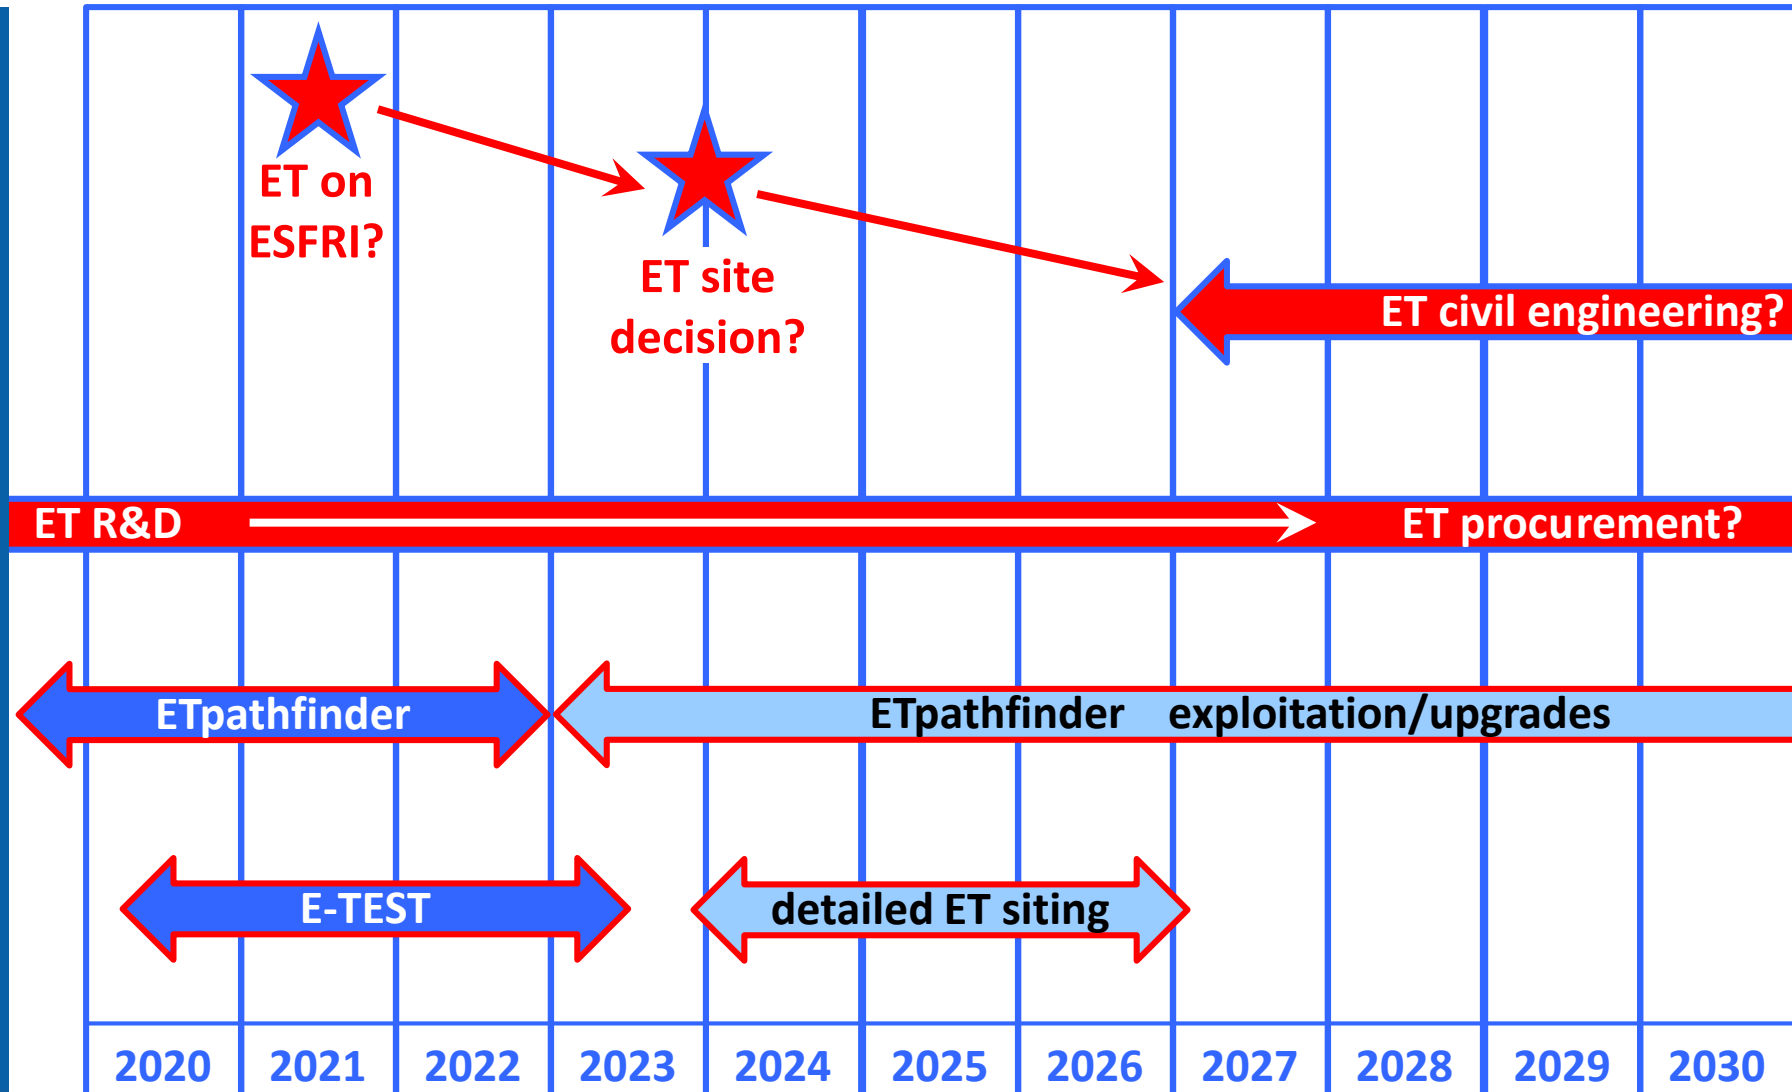 ET on
ESFRI?
ET site
decision?
ET civil engineering?
ET R&D
ET procurement?
ETpathfinder
ETpathfinder exploitation/upgrades
E-TEST
detailed ET siting
2020 2021 2022 2023 2024 2025 2026 2027 2028 2029 2030